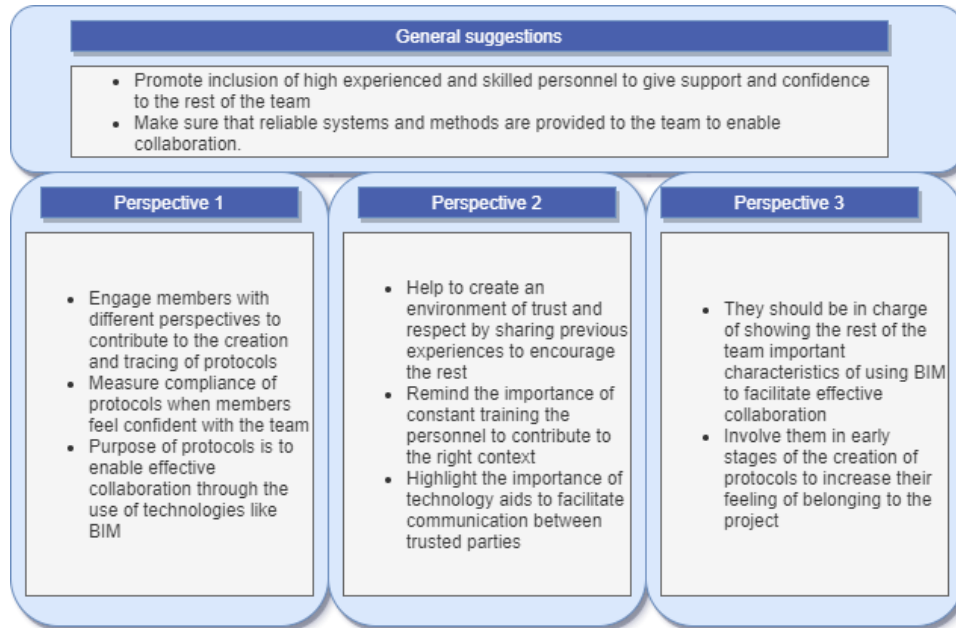 General suggestions
• Promote inclusion of high experienced and skilled personnel to give support and confidence
to the rest of the team
• Make sure that reliable systems and methods are provided to the team to enable
collaboration.
Perspective 1
• Engage members with
different perspectives to
contribute to the creation
and tracing of protocols
• Measure compliance of
protocols when members
feel confident with the team
• Purpose of protocols is to
enable effective
collaboration through the
use of technologies like
BIM
Perspective 2
• Help to create an
environment of trust and
respect by sharing previous
experiences to encourage
the rest
• Remind the importance of
constant training the
personnel to contribute to
the right context
• Highlight the importance of
technology aids to facilitate
communication between
trusted parties
Perspective 3
• They should be in charge
of showing the rest of the
team important
characteristics of using BIM
to facilitate effective
collaboration
• Involve them in early
stages of the creation of
protocols to increase their
feeling of belonging to the
project